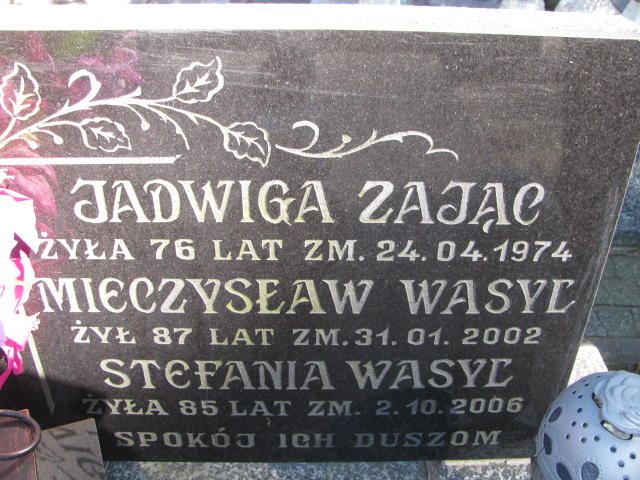 JADWIGA ZAJĄC
ŻYŁA 76 LAT ZM. 24.04.1974
MIECZYSŁAW WASYL
ŻYŁ 87 LAT ZM. 31.01.2002
STEFANIA WASYL
ŻYŁA 85 LAT ZM. 2.10.2006
SPOKÓJ ICH DUSZOM